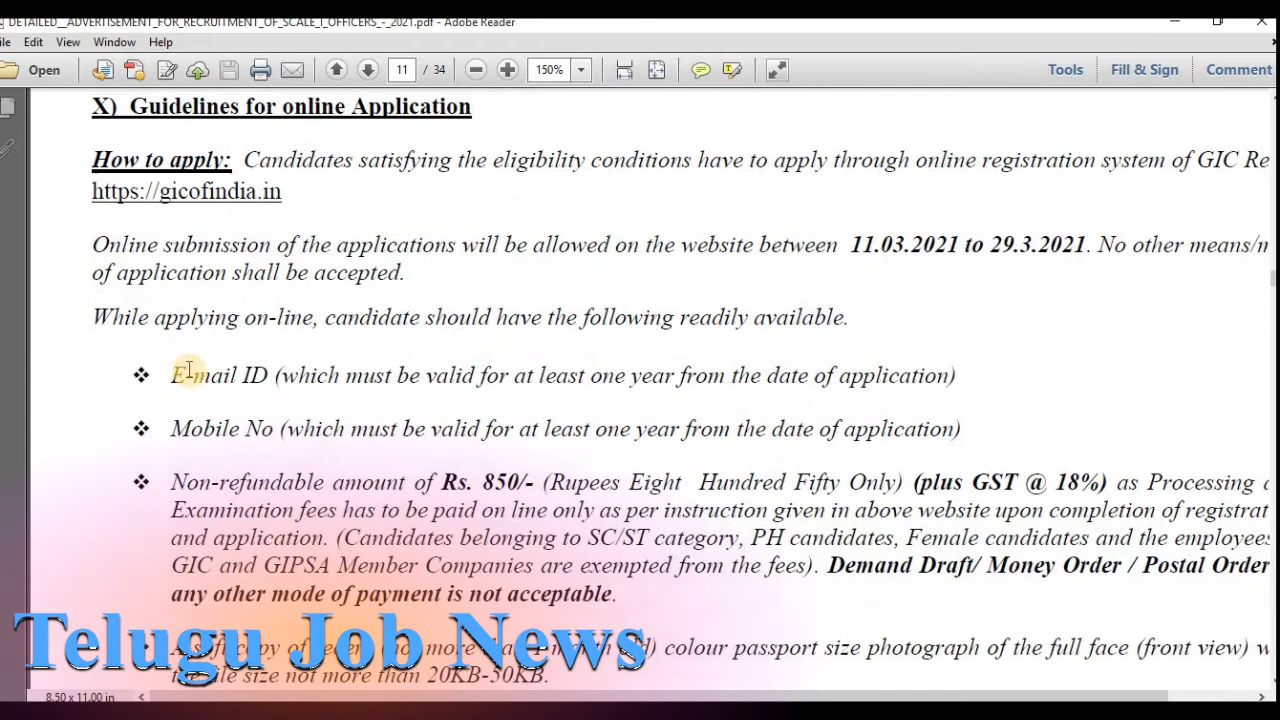 DETAILED__ADVERTISEMENT_FOR_RECRUITMENT_OF_SCALE_I_OFFICERS_-_2021.pdf - Adobe Reader
Edit View Window Help
Open 11 / 34 150% Tools Fill & Sign Comment
X) Guidelines for online Application
How to apply: Candidates satisfying the eligibility conditions have to apply through online registration system of GIC Re
https://gicofindia.in
Online submission of the applications will be allowed on the website between 11.03.2021 to 29.3.2021. No other means/m
of application shall be accepted.
While applying on-line, candidate should have the following readily available.
❖ E-mail ID (which must be valid for at least one year from the date of application)
❖ Mobile No (which must be valid for at least one year from the date of application)
❖ Non-refundable amount of Rs. 850/- (Rupees Eight Hundred Fifty Only) (plus GST @ 18%) as Processing
Examination fees has to be paid on line only as per instruction given in above website upon completion of registrat
and application. (Candidates belonging to SC/ST category, PH candidates, Female candidates and the employees
GIC and GIPSA Member Companies are exempted from the fees). Demand Draft/ Money Order / Postal Order
any other mode of payment is not acceptable.
Telugu Job News
colour passport size photograph of the full face (front view) w
file size not more than 20KB-50KB.
8.50 x 11.00 in